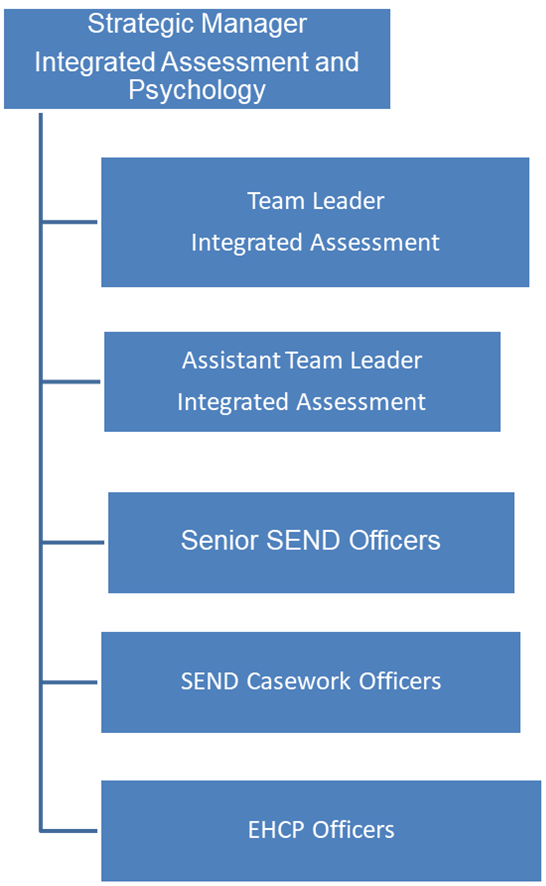 Strategic Manager
Integrated Assessment and
Psychology
Team Leader
Integrated Assessment
Assistant Team Leader
Integrated Assessment
Senior SEND Officers
SEND Casework Officers
EHCP Officers